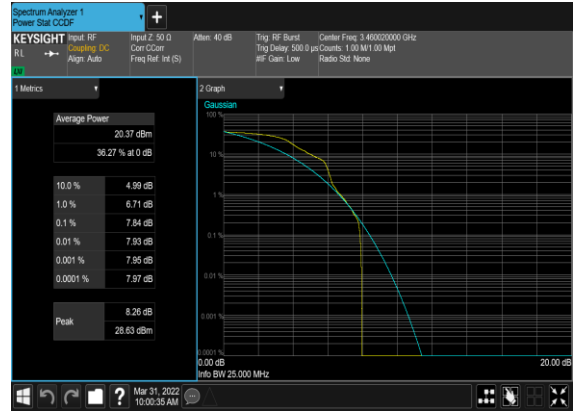 Spectrum Analyzer 1
Power Stat CCDF
+
KEYSIGHT
R L
LXI
Input: RF
Coupling: DC
Align: Auto
Input Z: 50 Ω
Corr CCorr
Freq Ref: Int (S)
Atten: 40 dB
Trig: RF Burst
Trig Delay: 500.0 µs
#IF Gain: Low
Center Freq: 3.460020000 GHz
Counts: 1.00 M/1.00 Mpt
Radio Std: None
1 Metrics
Average Power
20.37 dBm
36.27 % at 0 dB
10.0 % 4.99 dB
1.0 % 6.71 dB
0.1 % 7.84 dB
0.01 % 7.93 dB
0.001 % 7.95 dB
0.0001 % 7.97 dB
Peak
8.26 dB
28.63 dBm
2 Graph
Gaussian
100 %
10 %
1 %
0.1 %
0.01 %
0.001 %
0.0001 %
0.00 dB 20.00 dB
Info BW 25.000 MHz
?
Mar 31, 2022
10:00:35 AM